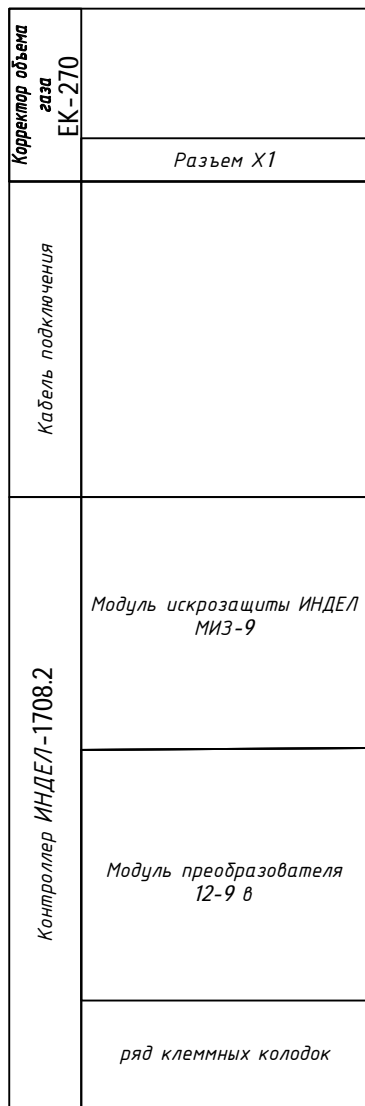 Корректор объема
газа
ЕК-270
Разъем X1
Кабель подключения
Контроллер ИНДЕЛ-1708.2
Модуль искрозащиты ИНДЕЛ
МИЗ-9
Модуль преобразователя
12-9 в
ряд клеммных колодок